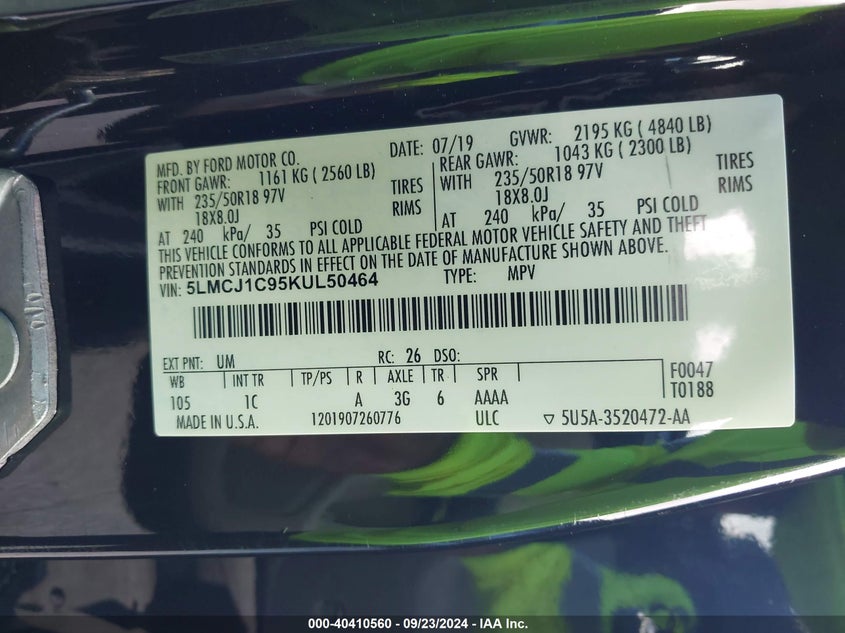 MFD. BY FORD MOTOR CO. DATE: 07/19 GVWR: 2195 KG ( 4840 LB)
FRONT GAWR: 1161 KG ( 2560 LB) REAR GAWR: 1043 KG ( 2300 LB)
WITH 235/50R18 97V TIRES WITH 235/50R18 97V TIRES
18X8.0J RIMS 18X8.0J RIMS
AT 240 kPa/ 35 PSI COLD AT 240 kPa/ 35 PSI COLD
THIS VEHICLE CONFORMS TO ALL APPLICABLE FEDERAL MOTOR VEHICLE SAFETY AND THEFT
PREVENTION STANDARDS IN EFFECT ON THE DATE OF MANUFACTURE SHOWN ABOVE.
VIN: 5LMCJ1C95KUL50464 TYPE: MPV
EXT PNT: UM RC: 26 DSO:
WB INT TR TP/PS R AXLE TR SPR F0047
105 1C A 3G 6 AAAA T0188
MADE IN U.S.A. 1201907260776 ULC ▽ 5U5A-3520472-AA
000-40410560 - 09/23/2024 - IAA Inc.